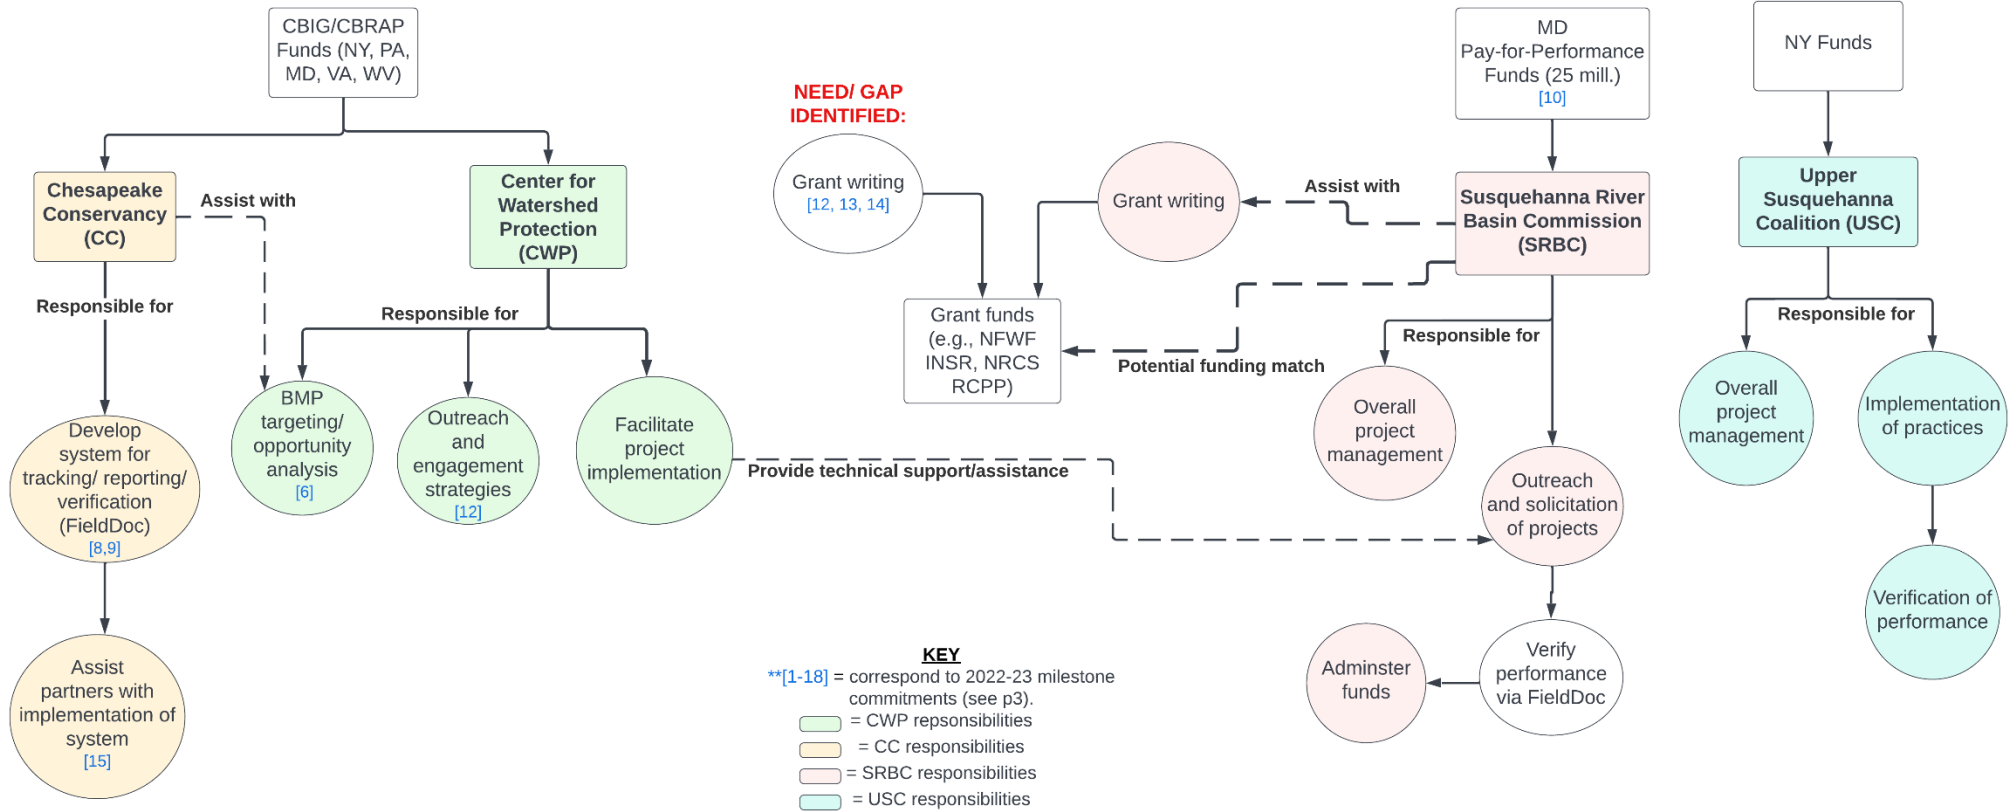 CBIG/CBRAP
Funds (NY, PA,
MD, VA, WV)
Chesapeake
Conservancy
(CC)
Assist with
Center for
Watershed
Protection
(CWP)
Responsible for
Responsible for
Develop
system for
tracking/ reporting/
verification
(FieldDoc)
[8,9]
Assist
partners with
implementation of
system
[15]
BMP
targeting/
opportunity
analysis
[6]
Outreach
and
engagement
strategies
[12]
Facilitate
project
implementation
Provide technical support/assistance
NEED/ GAP
IDENTIFIED:
Grant writing
[12, 13, 14]
Grant writing
Assist with
Grant funds
(e.g., NFWF
INSR, NRCS
RCPP)
Potential funding match
MD
Pay-for-Performance
Funds (25 mill.)
[10]
Susquehanna River
Basin Commission
(SRBC)
Responsible for
Overall
project
management
Outreach
and solicitation
of projects
Verify
performance
via FieldDoc
Adminster
funds
NY Funds
Upper
Susquehanna
Coalition (USC)
Responsible for
Overall
project
management
Implementation
of practices
Verification of
performance
KEY
**[1-18] = correspond to 2022-23 milestone
commitments (see p3).
= CWP repsonsibilities
= CC responsibilities
= SRBC responsibilities
= USC responsibilities